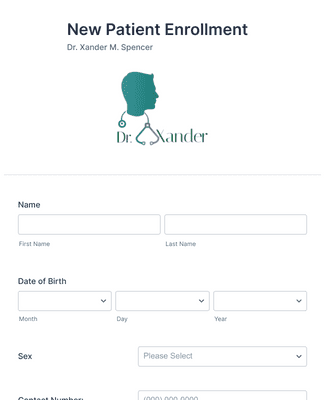 New Patient Enrollment
Dr. Xander M. Spencer
Dr. Xander
Name
First Name Last Name
Date of Birth
Month Day Year
Sex Please Select
Contact Number: (000) 000-0000